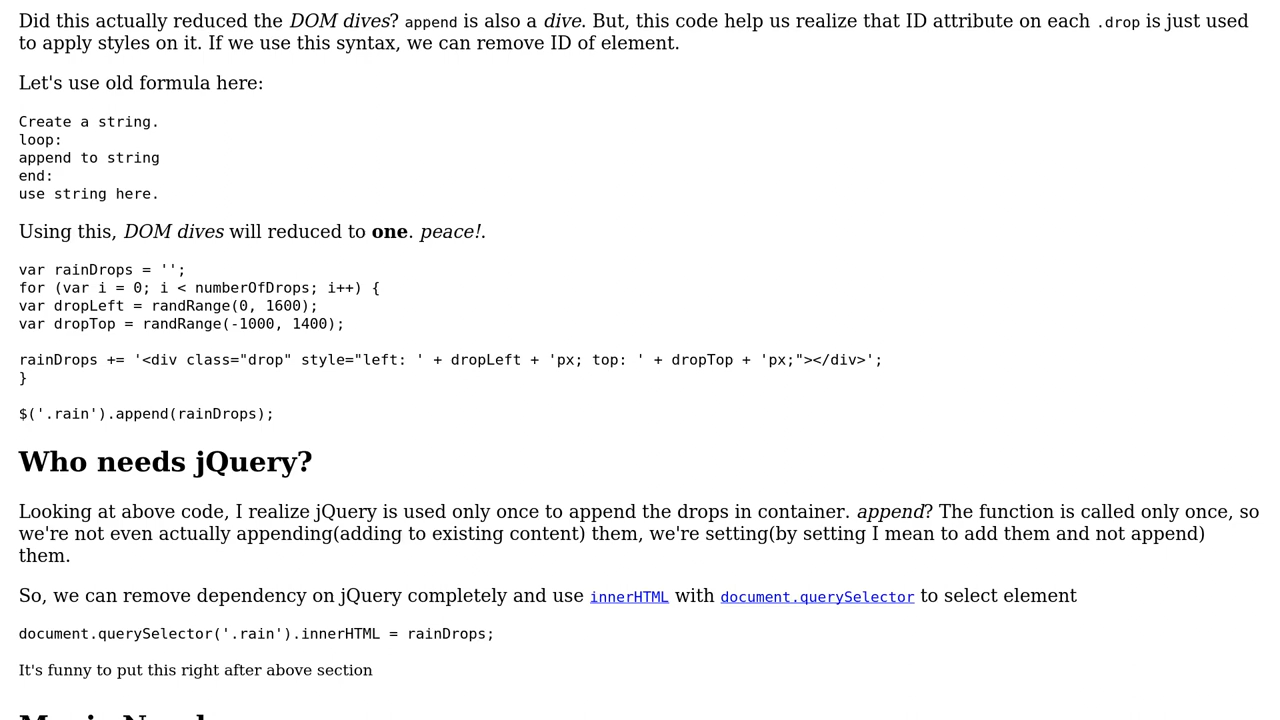 Did this actually reduced the DOM dives? append is also a dive. But, this code help us realize that ID attribute on each .drop is just used
to apply styles on it. If we use this syntax, we can remove ID of element.
Let's use old formula here:
Create a string.
loop:
append to string
end:
use string here.
Using this, DOM dives will reduced to one. peace!.
var rainDrops = '';
for (var i = 0; i < numberOfDrops; i++) {
var dropLeft = randRange(0, 1600);
var dropTop = randRange(-1000, 1400);
rainDrops += '<div class="drop" style="left: ' + dropLeft + 'px; top: ' + dropTop + 'px;"></div>';
}
$('.rain').append(rainDrops);
Who needs jQuery?
Looking at above code, I realize jQuery is used only once to append the drops in container. append? The function is called only once, so
we're not even actually appending(adding to existing content) them, we're setting(by setting I mean to add them and not append)
them.
So, we can remove dependency on jQuery completely and use innerHTML with document.querySelector to select element
document.querySelector('.rain').innerHTML = rainDrops;
It's funny to put this right after above section